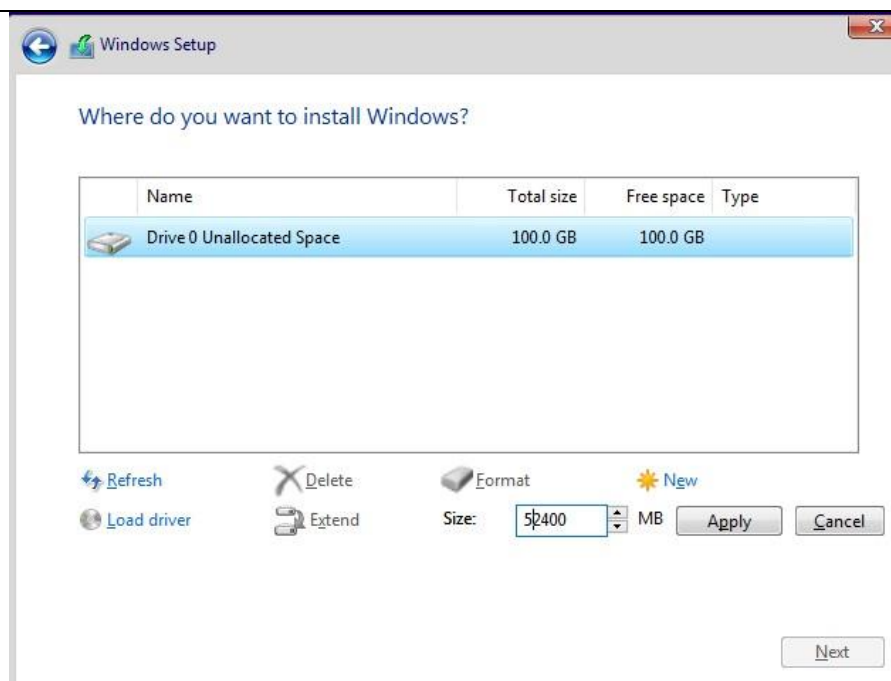 Windows Setup
Where do you want to install Windows?
Name Total size Free space Type
Drive 0 Unallocated Space 100.0 GB 100.0 GB
Refresh Delete Format New
Load driver Extend Size: 52400 MB Apply Cancel
Next